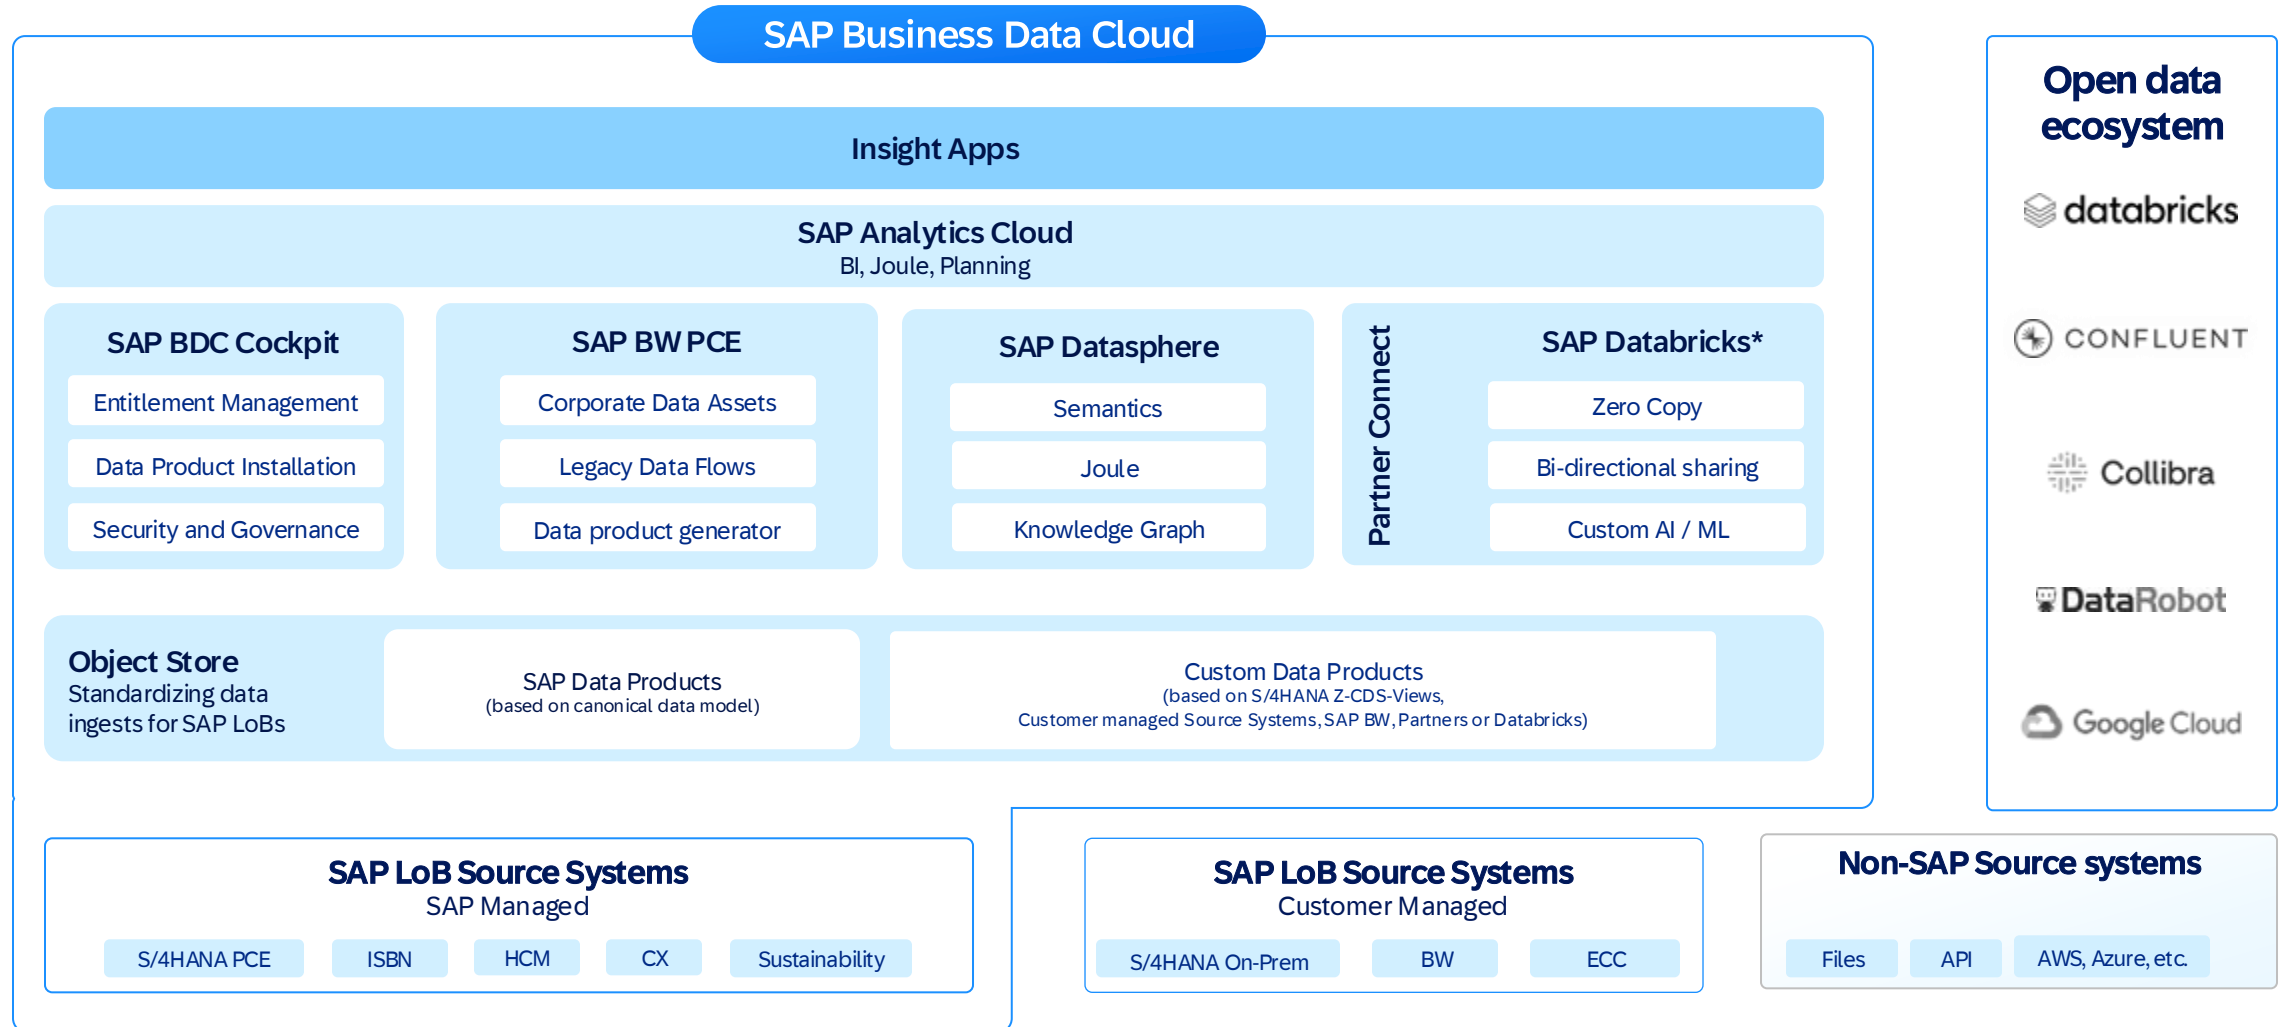 SAP Business Data Cloud
Insight Apps
SAP Analytics Cloud
BI, Joule, Planning
SAP BDC Cockpit
Entitlement Management
Data Product Installation
Security and Governance
SAP BW PCE
Corporate Data Assets
Legacy Data Flows
Data product generator
SAP Datasphere
Semantics
Joule
Knowledge Graph
Partner Connect
SAP Databricks*
Zero Copy
Bi-directional sharing
Custom AI / ML
Object Store
Standardizing data
ingests for SAP LoBs
SAP Data Products
(based on canonical data model)
Custom Data Products
(based on S/4HANA Z-CDS-Views,
Customer managed Source Systems, SAP BW, Partners or Databricks)
SAP LoB Source Systems
SAP Managed
S/4HANA PCE
ISBN
HCM
CX
Sustainability
SAP LoB Source Systems
Customer Managed
S/4HANA On-Prem
BW
ECC
Non-SAP Source systems
Files
API
AWS, Azure, etc.
Open data
ecosystem
databricks
CONFLUENT
Collibra
DataRobot
Google Cloud